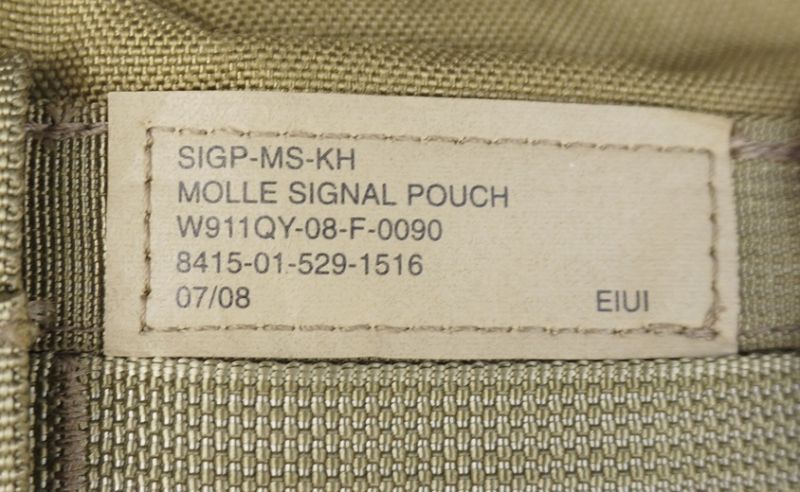 SIGP-MS-KH
MOLLE SIGNAL POUCH
W911QY-08-F-0090
8415-01-529-1516
07/08 EIUI